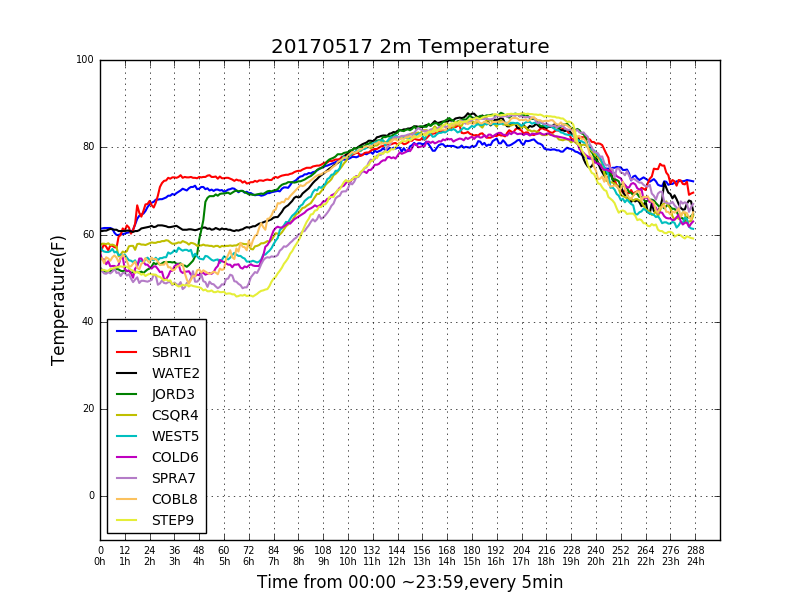 20170517 2m Temperature
100
80
60
40
20
0
Temperature(F)
BATA0
SBRI1
WATE2
JORD3
CSQR4
WEST5
COLD6
SPRA7
COBL8
STEP9
0 12 24 36 48 60 72 84 96 108 120 132 144 156 168 180 192 204 216 228 240 252 264 276 288
0h 1h 2h 3h 4h 5h 6h 7h 8h 9h 10h 11h 12h 13h 14h 15h 16h 17h 18h 19h 20h 21h 22h 23h 24h
Time from 00:00 ~23:59,every 5min